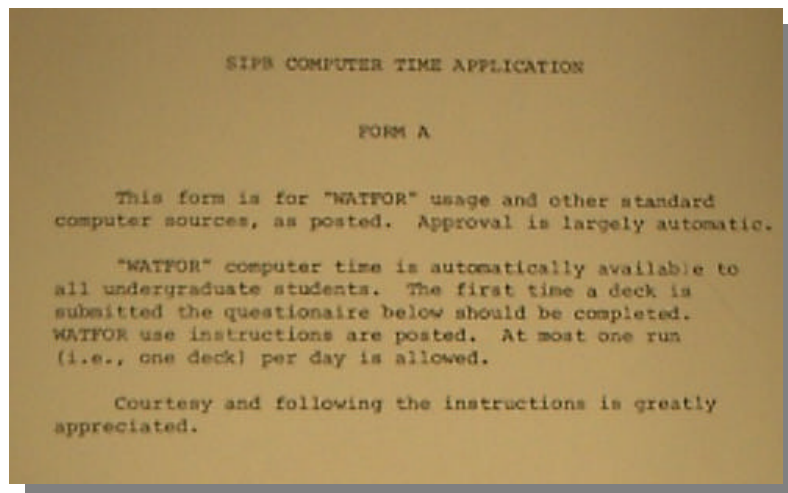 SIPB COMPUTER TIME APPLICATION
FORM A
This form is for "WATFOR" usage and other standard
computer sources, as posted. Approval is largely automatic.
"WATFOR" computer time is automatically available to
all undergraduate students. The first time a deck is
submitted the questionaire below should be completed.
WATFOR use instructions are posted. At most one run
(i.e., one deck) per day is allowed.
Courtesy and following the instructions is greatly
appreciated.